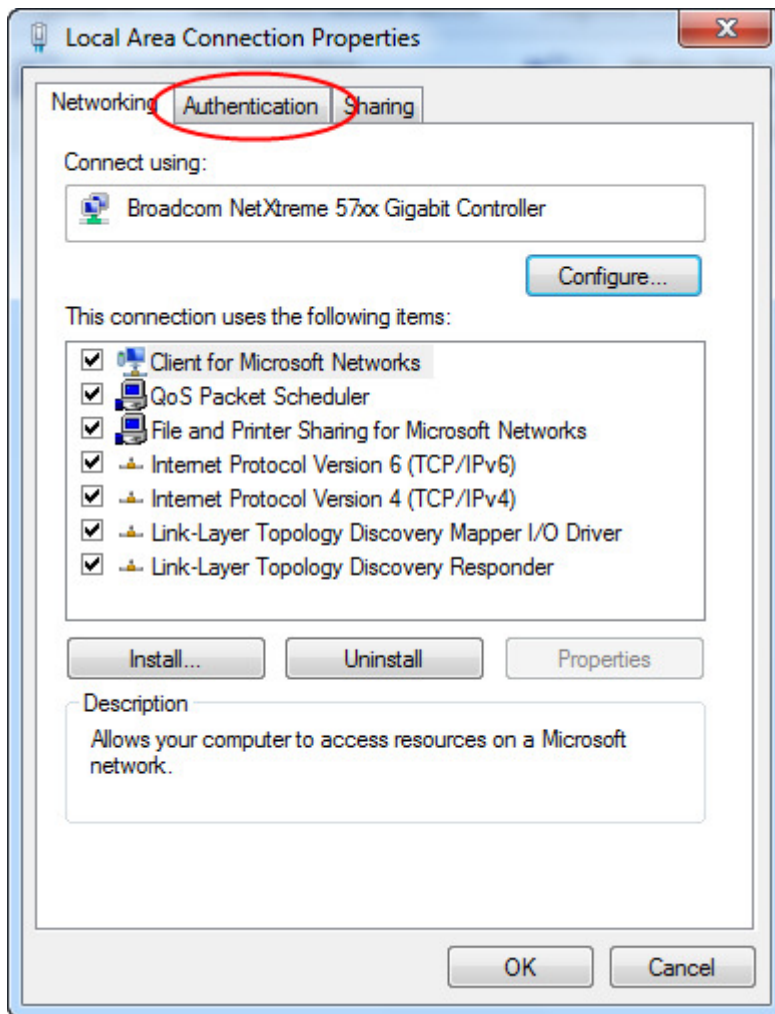 Local Area Connection Properties
Networking Authentication Sharing
Connect using:
Broadcom NetXtreme 57xx Gigabit Controller
Configure...
This connection uses the following items:
Client for Microsoft Networks
QoS Packet Scheduler
File and Printer Sharing for Microsoft Networks
Internet Protocol Version 6 (TCP/IPv6)
Internet Protocol Version 4 (TCP/IPv4)
Link-Layer Topology Discovery Mapper I/O Driver
Link-Layer Topology Discovery Responder
Install... Uninstall Properties
Description
Allows your computer to access resources on a Microsoft
network.
OK Cancel